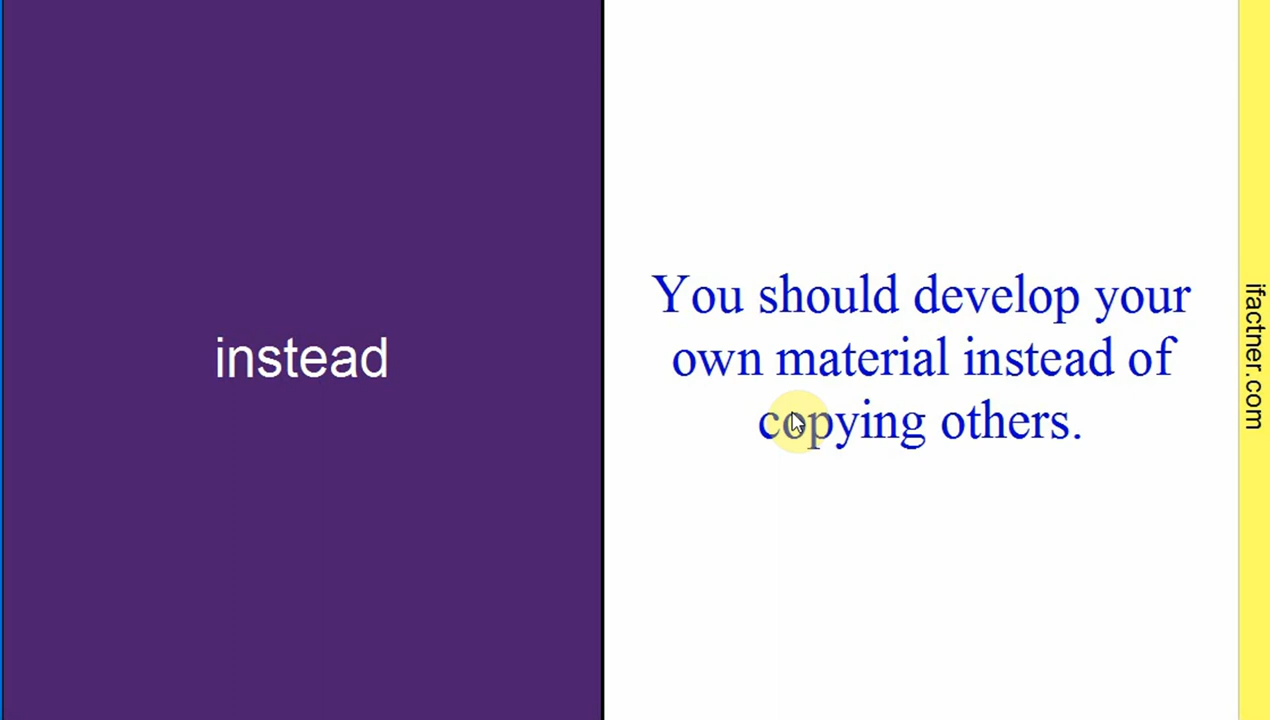 instead
You should develop your
own material instead of
copying others.
ifactner.com